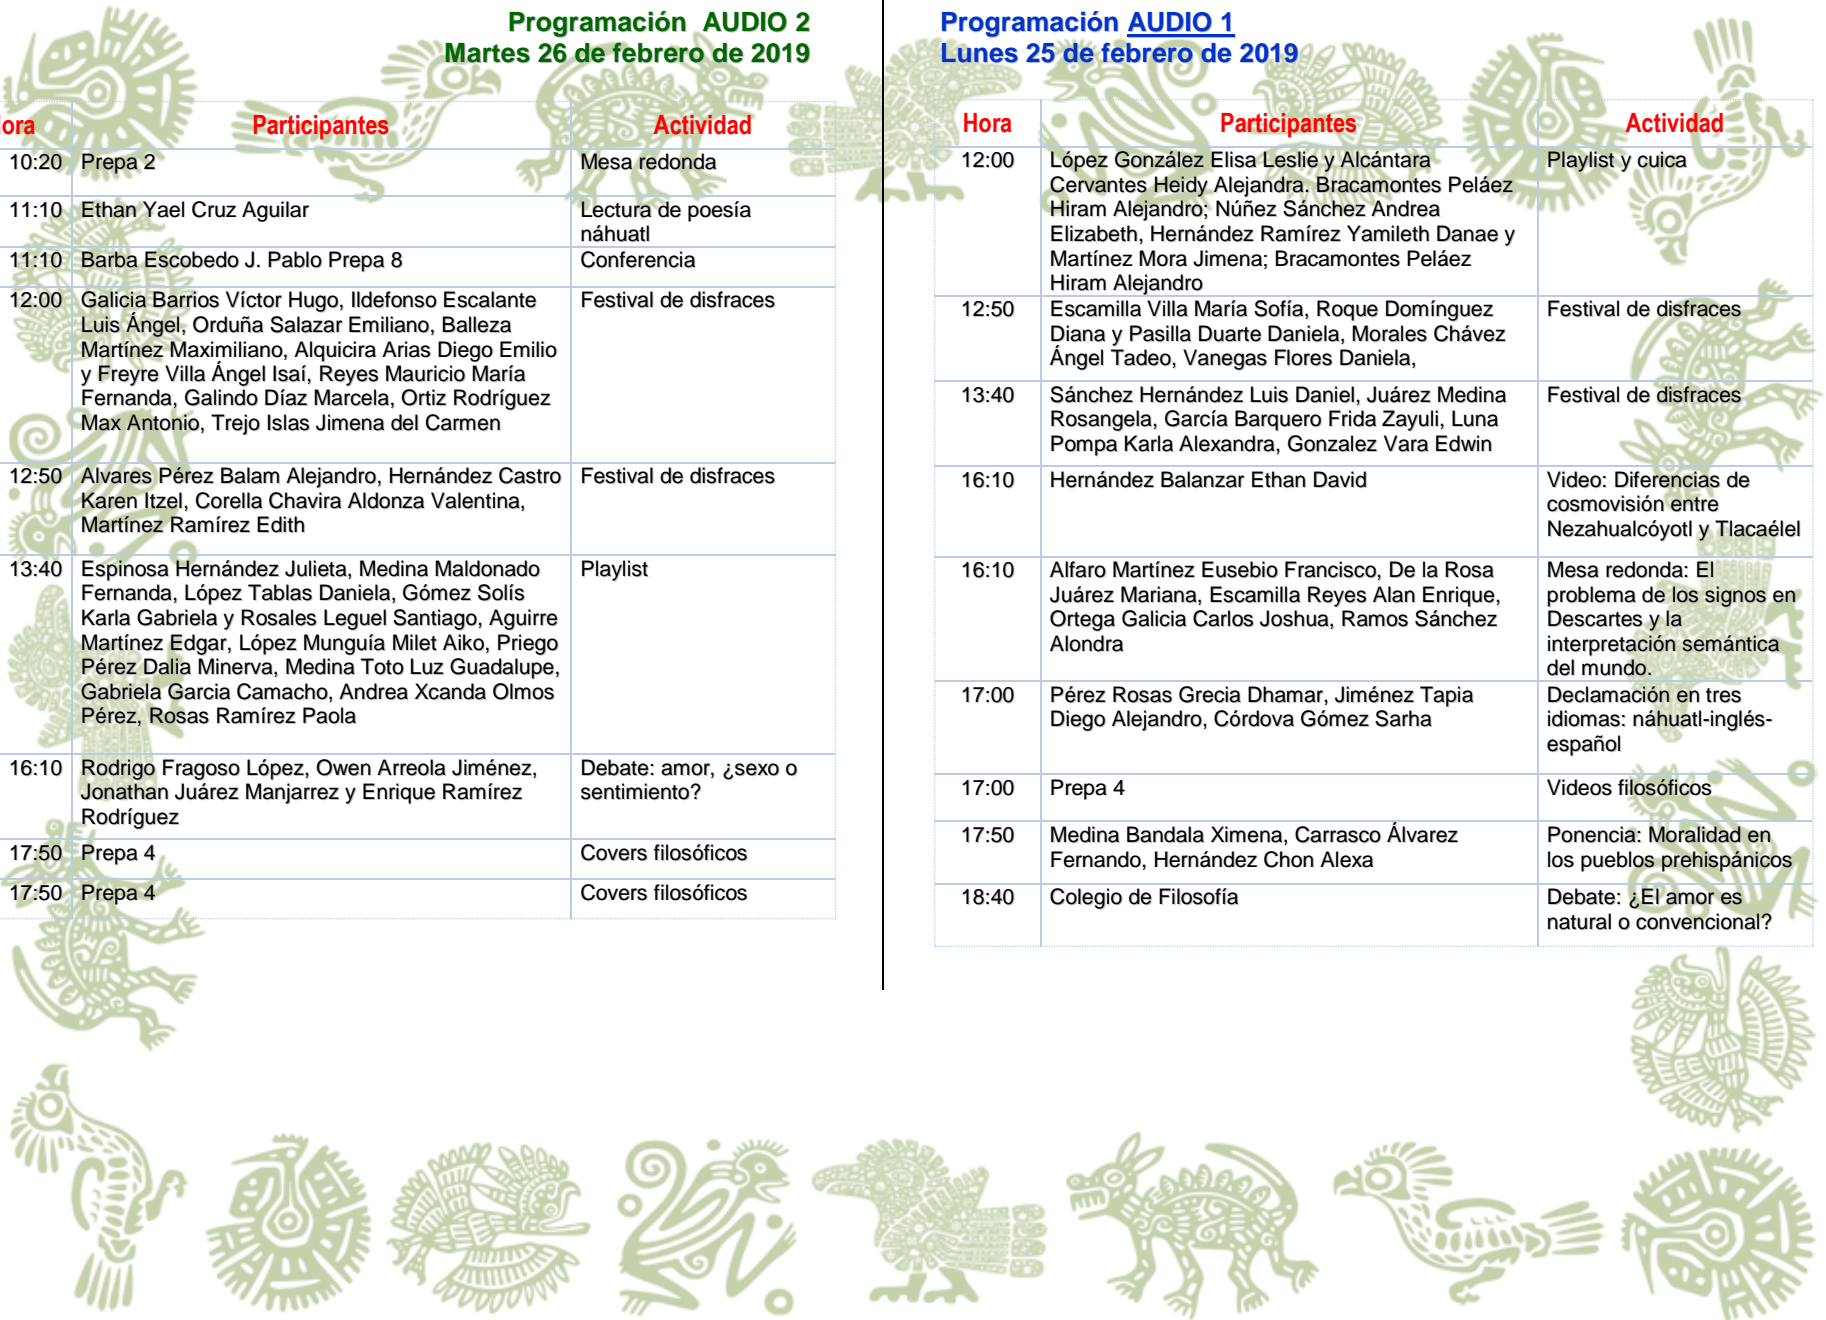 Programación AUDIO 2
Martes 26 de febrero de 2019
Participantes Actividad
10:20 Prepa 2 Mesa redonda
11:10 Ethan Yael Cruz Aguilar Lectura de poesía
náhuatl
11:10 Barba Escobedo J. Pablo Prepa 8 Conferencia
12:00 Galicia Barrios Víctor Hugo, Ildefonso Escalante Festival de disfraces
Luis Ángel, Orduña Salazar Emiliano, Balleza
Martínez Maximiliano, Alquicira Arias Diego Emilio
y Freyre Villa Ángel Isaí, Reyes Mauricio María
Fernanda, Galindo Díaz Marcela, Ortiz Rodríguez
Max Antonio, Trejo Islas Jimena del Carmen
12:50 Alvares Pérez Balam Alejandro, Hernández Castro Festival de disfraces
Karen Itzel, Corella Chavira Aldonza Valentina,
Martínez Ramírez Edith
13:40 Espinosa Hernández Julieta, Medina Maldonado Playlist
Fernanda, López Tablas Daniela, Gómez Solís
Karla Gabriela y Rosales Leguel Santiago, Aguirre
Martínez Edgar, López Munguía Milet Aiko, Priego
Pérez Dalia Minerva, Medina Toto Luz Guadalupe,
Gabriela Garcia Camacho, Andrea Xcanda Olmos
Pérez, Rosas Ramírez Paola
16:10 Rodrigo Fragoso López, Owen Arreola Jiménez, Debate: amor, ¿sexo o
Jonathan Juárez Manjarrez y Enrique Ramírez sentimiento?
Rodríguez
17:50 Prepa 4 Covers filosóficos
17:50 Prepa 4 Covers filosóficos
Programación AUDIO 1
Lunes 25 de febrero de 2019
Hora Participantes Actividad
12:00 López González Elisa Leslie y Alcántara Playlist y cuica
Cervantes Heidy Alejandra. Bracamontes Peláez
Hiram Alejandro; Núñez Sánchez Andrea
Elizabeth, Hernández Ramírez Yamileth Danae y
Martínez Mora Jimena; Bracamontes Peláez
Hiram Alejandro
12:50 Escamilla Villa María Sofía, Roque Domínguez Festival de disfraces
Diana y Pasilla Duarte Daniela, Morales Chávez
Ángel Tadeo, Vanegas Flores Daniela,
13:40 Sánchez Hernández Luis Daniel, Juárez Medina Festival de disfraces
Rosangela, García Barquero Frida Zayuli, Luna
Pompa Karla Alexandra, Gonzalez Vara Edwin
16:10 Hernández Balanzar Ethan David Video: Diferencias de
cosmovisión entre
Nezahualcóyotl y Tlacaélel
16:10 Alfaro Martínez Eusebio Francisco, De la Rosa Mesa redonda: El
Juárez Mariana, Escamilla Reyes Alan Enrique, problema de los signos en
Ortega Galicia Carlos Joshua, Ramos Sánchez Descartes y la
Alondra interpretación semántica
del mundo.
17:00 Pérez Rosas Grecia Dhamar, Jiménez Tapia Declamación en tres
Diego Alejandro, Córdova Gómez Sarha idiomas: náhuatl-inglés-
español
17:00 Prepa 4 Videos filosóficos
17:50 Medina Bandala Ximena, Carrasco Álvarez Ponencia: Moralidad en
Fernando, Hernández Chon Alexa los pueblos prehispánicos
18:40 Colegio de Filosofía Debate: ¿El amor es
natural o convencional?